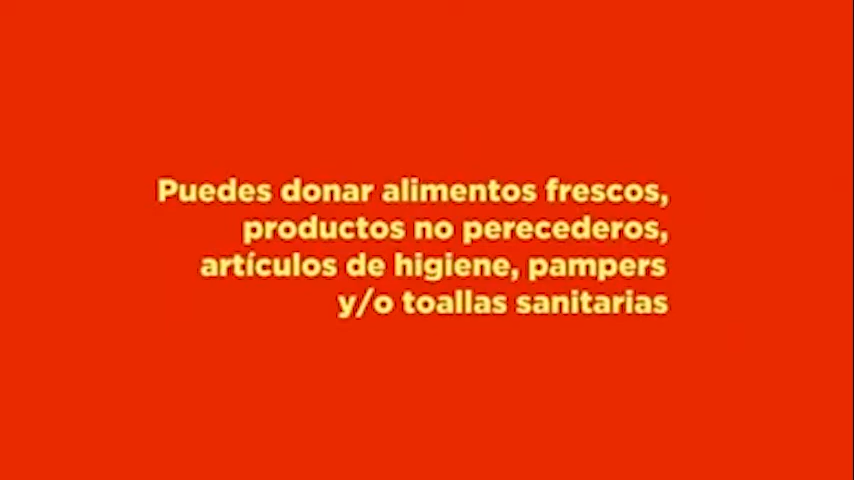 Puedes donar alimentos frescos,
productos no perecederos,
artículos de higiene, pampers
y/o toallas sanitarias